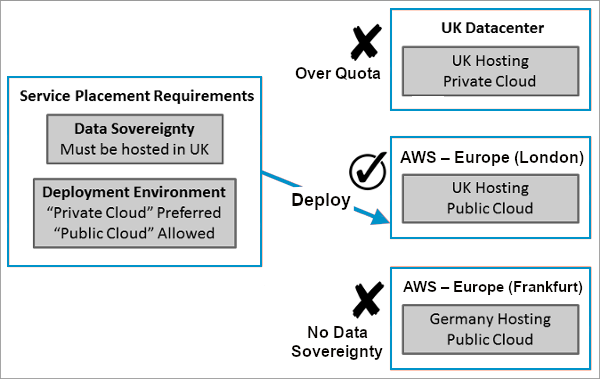 Service Placement Requirements
Data Sovereignty
Must be hosted in UK
Deployment Environment
“Private Cloud” Preferred
“Public Cloud” Allowed
Over Quota
UK Datacenter
UK Hosting
Private Cloud
Deploy
AWS – Europe (London)
UK Hosting
Public Cloud
No Data
Sovereignty
AWS – Europe (Frankfurt)
Germany Hosting
Public Cloud